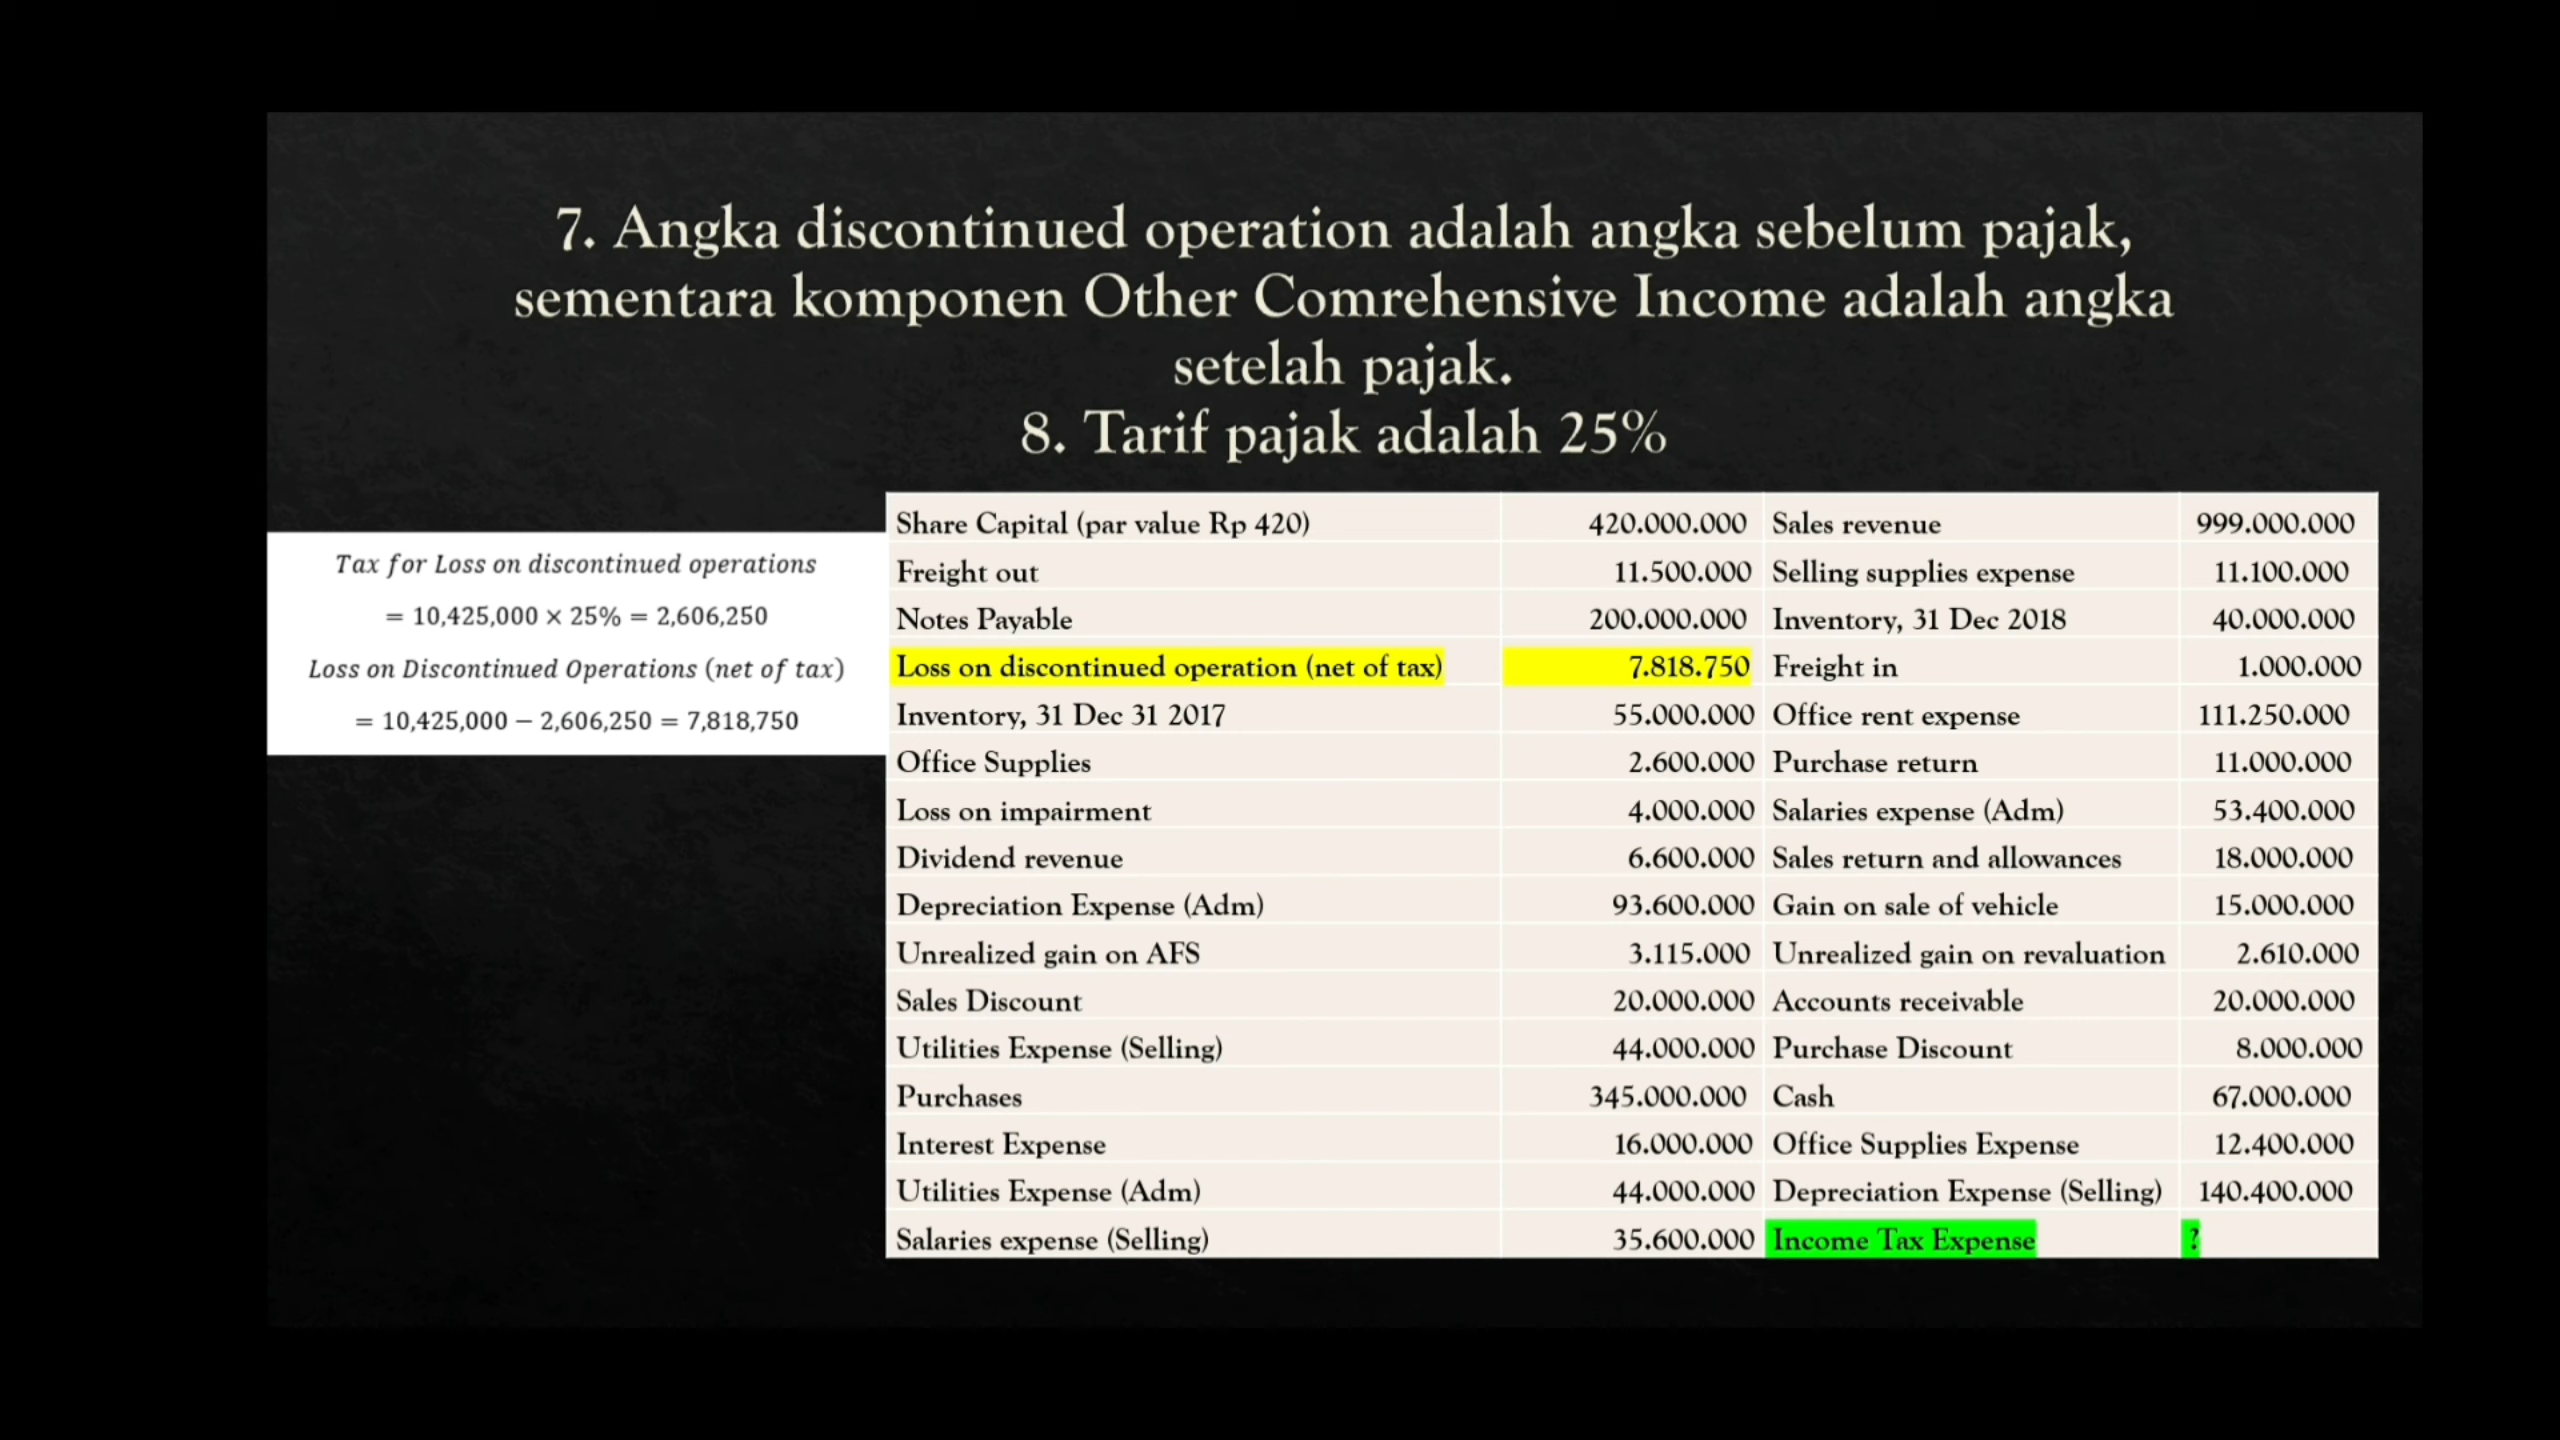 7. Angka discontinued operation adalah angka sebelum pajak,
sementara komponen Other Comrehensive Income adalah angka
setelah pajak.
8. Tarif pajak adalah 25%
Tax for Loss on discontinued operations
= 10,425,000 × 25% = 2,606,250
Loss on Discontinued Operations (net of tax)
= 10,425,000 − 2,606,250 = 7,818,750
Share Capital (par value Rp 420) 420.000.000 Sales revenue 999.000.000
Freight out 11.500.000 Selling supplies expense 11.100.000
Notes Payable 200.000.000 Inventory, 31 Dec 2018 40.000.000
Loss on discontinued operation (net of tax) 7.818.750 Freight in 1.000.000
Inventory, 31 Dec 31 2017 55.000.000 Office rent expense 111.250.000
Office Supplies 2.600.000 Purchase return 11.000.000
Loss on impairment 4.000.000 Salaries expense (Adm) 53.400.000
Dividend revenue 6.600.000 Sales return and allowances 18.000.000
Depreciation Expense (Adm) 93.600.000 Gain on sale of vehicle 15.000.000
Unrealized gain on AFS 3.115.000 Unrealized gain on revaluation 2.610.000
Sales Discount 20.000.000 Accounts receivable 20.000.000
Utilities Expense (Selling) 44.000.000 Purchase Discount 8.000.000
Purchases 345.000.000 Cash 67.000.000
Interest Expense 16.000.000 Office Supplies Expense 12.400.000
Utilities Expense (Adm) 44.000.000 Depreciation Expense (Selling) 140.400.000
Salaries expense (Selling) 35.600.000 Income Tax Expense ?